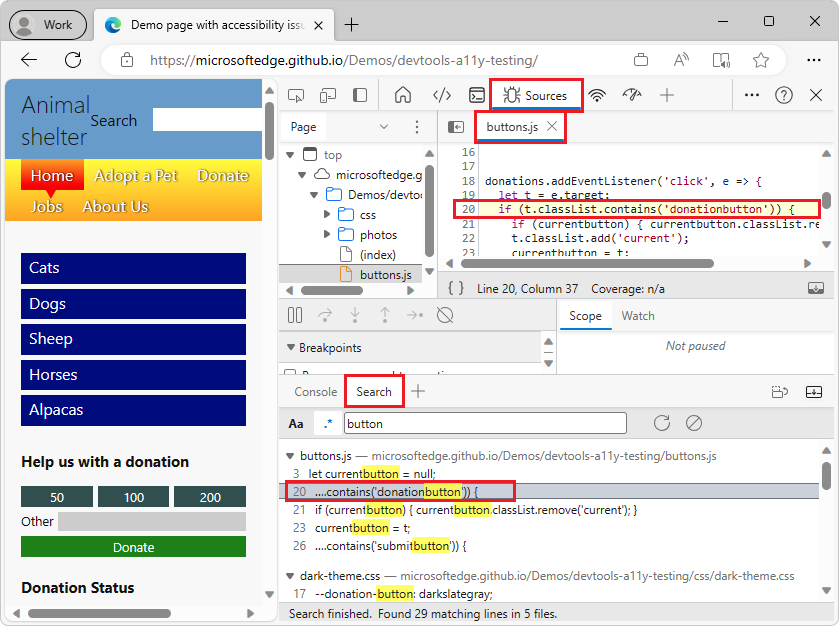 Work
Demo page with accessibility issu
https://microsoftedge.github.io/Demos/devtools-a11y-testing/
Animal shelter
Search
Home
Adopt a Pet
Donate
Jobs
About Us
Cats
Dogs
Sheep
Horses
Alpacas
Help us with a donation
50
100
200
Other
Donate
Donation Status
Sources
Page
top
microsoftedge.g
Demos/devto
css
photos
(index)
buttons.js
buttons.js
16
17
18 donations.addEventListener('click', e => {
19 let t = e.target;
20 if (t.classList.contains('donationbutton')) {
21 if (currentbutton) { currentbutton.classList.re
22 t.classList.add('current');
23 currentbutton = t;
{ } Line 20, Column 37 Coverage: n/a
Breakpoints
Scope
Watch
Not paused
Console
Search
Aa
.*
button
buttons.js — microsoftedge.github.io/Demos/devtools-a11y-testing/buttons.js
3 let currentbutton = null;
20 ....contains('donationbutton')) {
21 if (currentbutton) { currentbutton.classList.remove('current'); }
23 currentbutton = t;
26 ....contains('submitbutton')) {
dark-theme.css — microsoftedge.github.io/Demos/devtools-a11y-testing/css/dark-theme.css
17 --donation-button: darkslategray;
Search finished. Found 29 matching lines in 5 files.